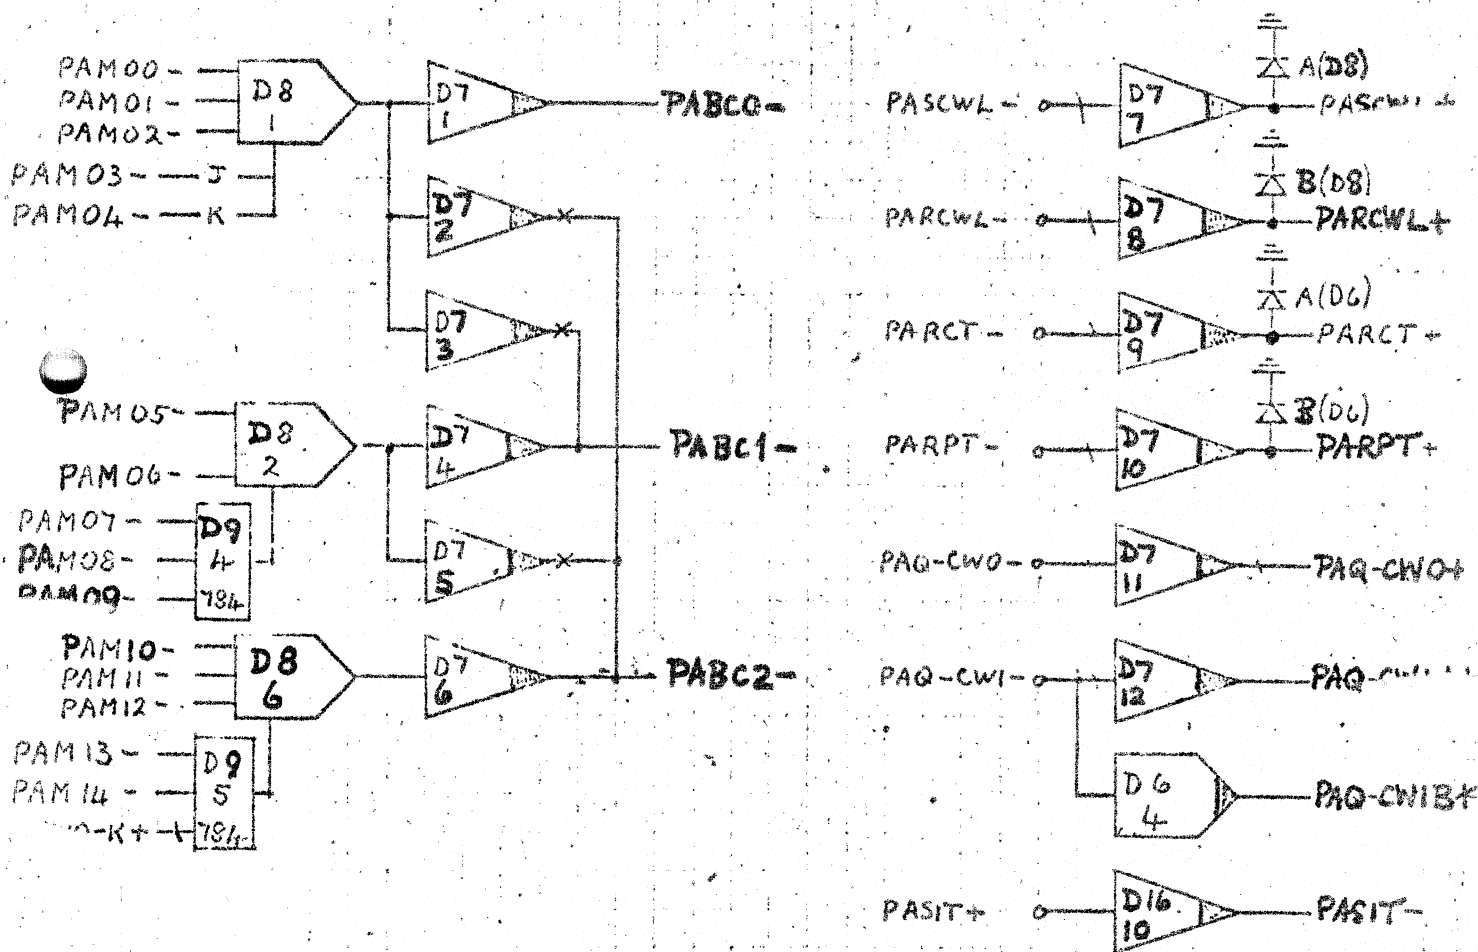 PAM00-
PAM01-
PAM02-
PAM03- J
PAM04- K
D8
1
D7
1
PABC0-
D7
2
D7
3
PAM05-
PAM06-
PAM07-
PAM08-
PAM09-
D8
2
D9
4
784
D7
4
PABC1-
D7
5
PAM10-
PAM11-
PAM12-
PAM13-
PAM14-
D8
6
D9
5
784
D7
6
PABC2-
PASCWL-
D7
7
A(D8)
PARCWL-
D7
8
B(D8)
PARCWL+
PARCT-
D7
9
A(D6)
PARCT+
PARPT-
D7
10
B(D6)
PARPT+
PAQ-CW0-
D7
11
PAQ-CW0+
PAQ-CW1-
D7
12
D6
4
PAQ-CW1B+
PASIT+
D16
10
PASIT-